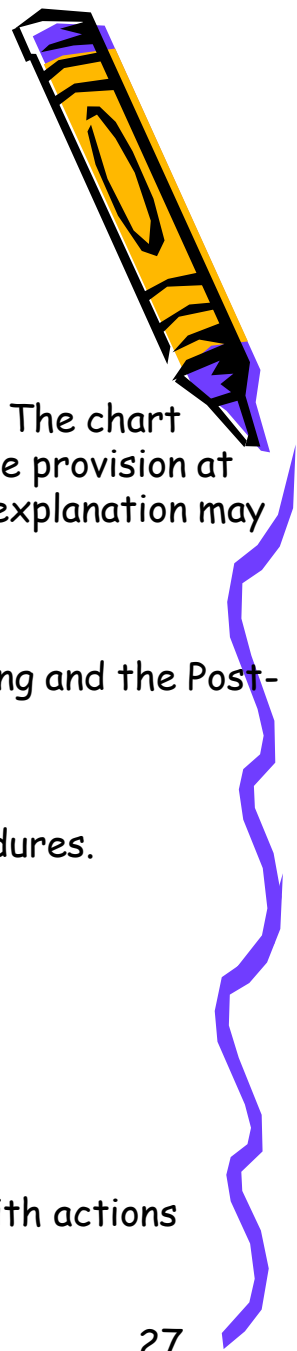 The chart
e provision at
explanation may
ng and the Post-
dures.
ith actions
27